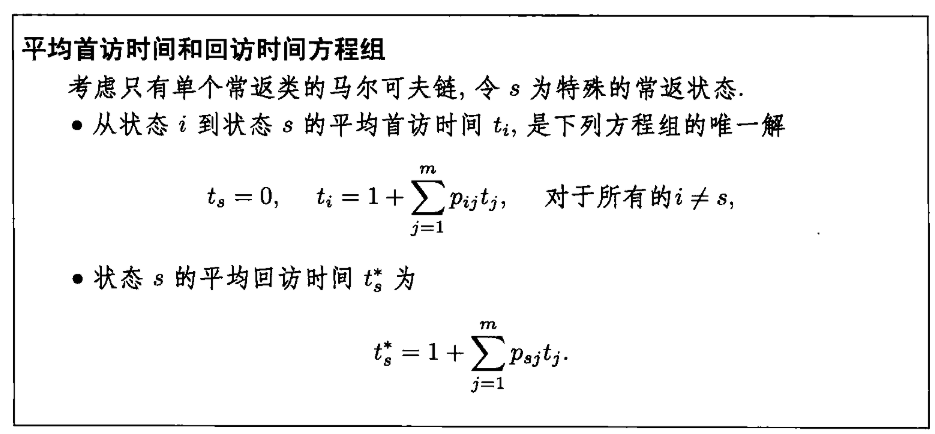 平均首访时间和回访时间方程组
考虑只有单个常返类的马尔可夫链, 令 s 为特殊的常返状态.
• 从状态 i 到状态 s 的平均首访时间 t_i, 是下列方程组的唯一解
t_s = 0, t_i = 1 + \sum_{j=1}^{m} p_{ij}t_j, 对于所有的i ≠ s,
• 状态 s 的平均回访时间 t_s^* 为
t_s^* = 1 + \sum_{j=1}^{m} p_{sj}t_j.